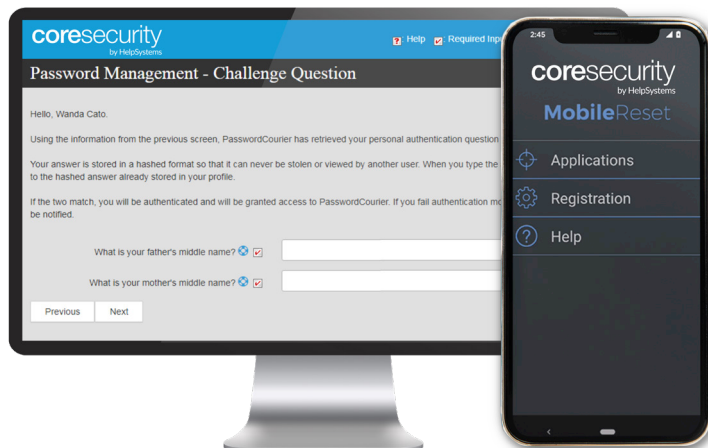 coresecurity
by HelpSystems
? : Help : Required Inp
Password Management - Challenge Question
Hello, Wanda Cato.
Using the information from the previous screen, PasswordCourier has retrieved your personal authentication question
Your answer is stored in a hashed format so that it can never be stolen or viewed by another user. When you type the
to the hashed answer already stored in your profile.
If the two match, you will be authenticated and will be granted access to PasswordCourier. If you fail authentication mo
be notified.
What is your father's middle name?
What is your mother's middle name?
Previous Next
2:45
coresecurity
by HelpSystems
MobileReset
Applications
Registration
? Help